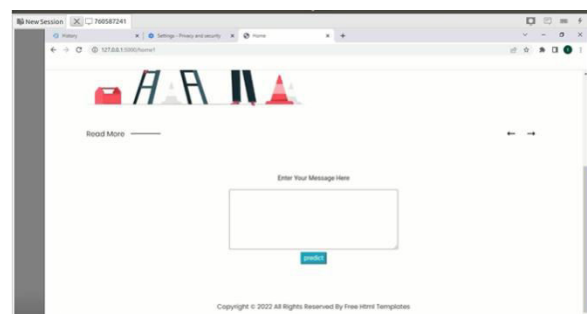 New Session 760587241
History Settings - Privacy and security Home
127.0.0.1:5000/home1
Read More
Enter Your Message Here
predict
Copyright © 2022 All Rights Reserved By Free Html Templates